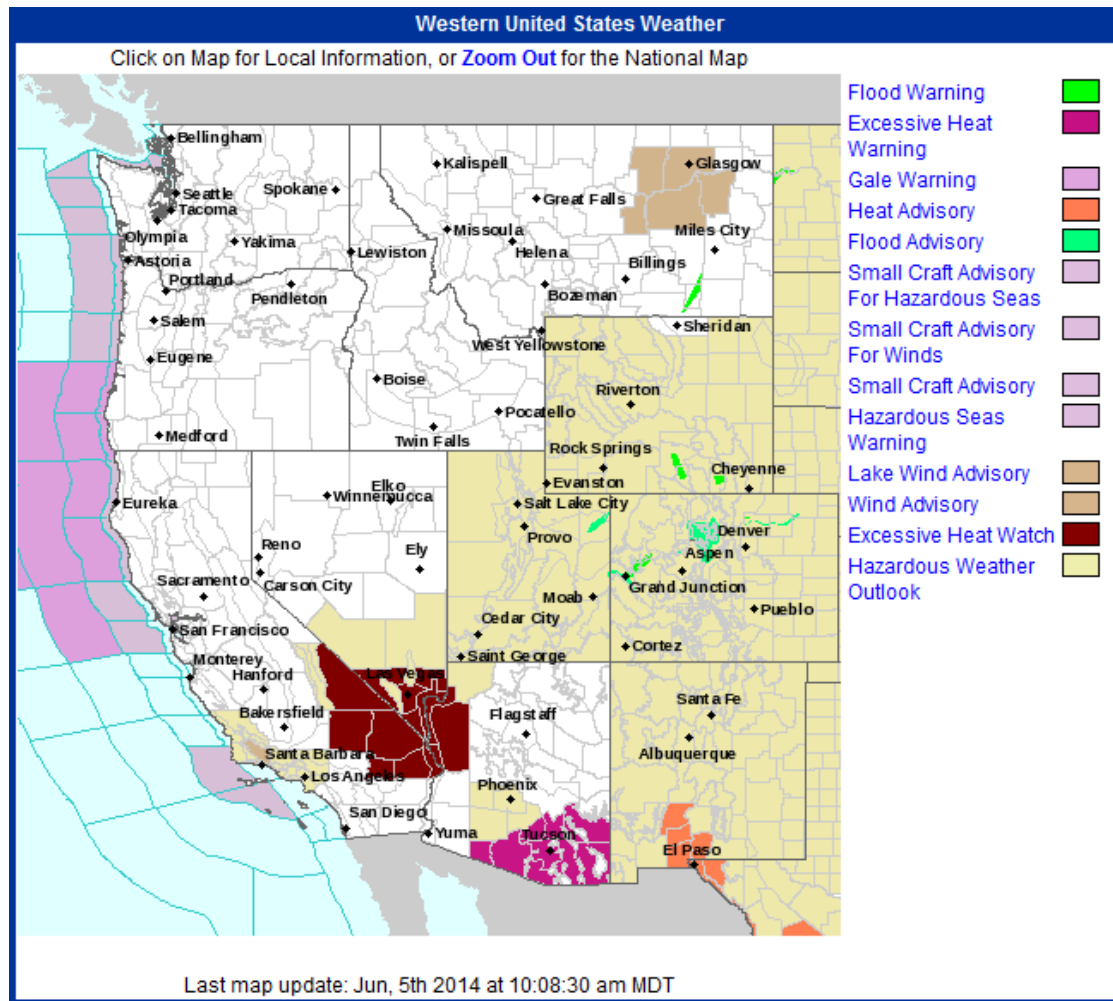 Western United States Weather
Click on Map for Local Information, or Zoom Out for the National Map
Flood Warning
Excessive Heat
Warning
Gale Warning
Heat Advisory
Flood Advisory
Small Craft Advisory
For Hazardous Seas
Small Craft Advisory
For Winds
Small Craft Advisory
Hazardous Seas
Warning
Lake Wind Advisory
Wind Advisory
Excessive Heat Watch
Hazardous Weather
Outlook
Bellingham
Seattle
Tacoma
Olympia
Spokane
Yakima
Astoria
Portland
Pendleton
Lewiston
Salem
Eugene
Medford
Kalispell
Great Falls
Glasgow
Missoula
Helena
Miles City
Billings
Bozeman
West Yellowstone
Sheridan
Boise
Pocatello
Twin Falls
Riverton
Rock Springs
Cheyenne
Evanston
Eureka
Winnemucca
Elko
Salt Lake City
Provo
Reno
Carson City
Ely
Denver
Aspen
Grand Junction
Sacramento
Moab
Pueblo
San Francisco
Cedar City
Cortez
Monterey
Hanford
Saint George
Las Vegas
Bakersfield
Flagstaff
Santa Fe
Albuquerque
Santa Barbara
Los Angeles
Phoenix
San Diego
Yuma
Tucson
El Paso
Last map update: Jun, 5th 2014 at 10:08:30 am MDT